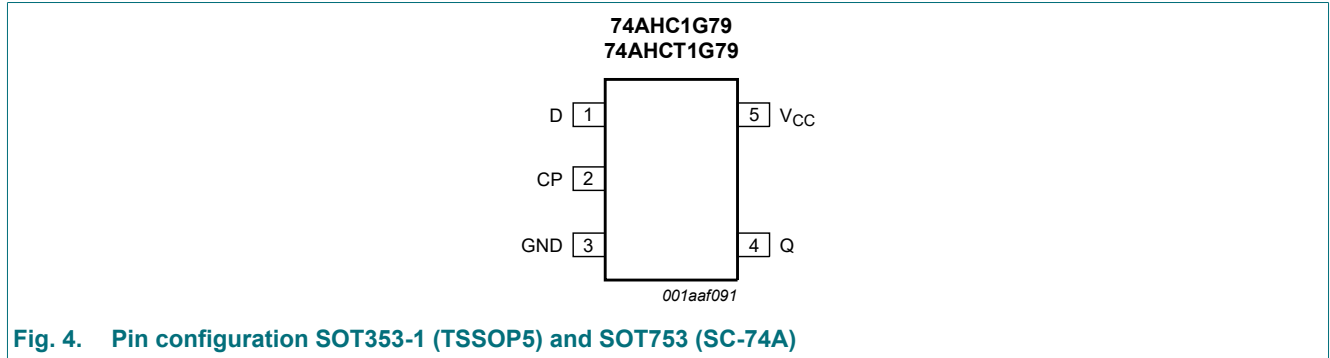 74AHC1G79
74AHCT1G79
D 1
5 VCC
CP 2
GND 3
4 Q
001aaf091
Fig. 4. Pin configuration SOT353-1 (TSSOP5) and SOT753 (SC-74A)